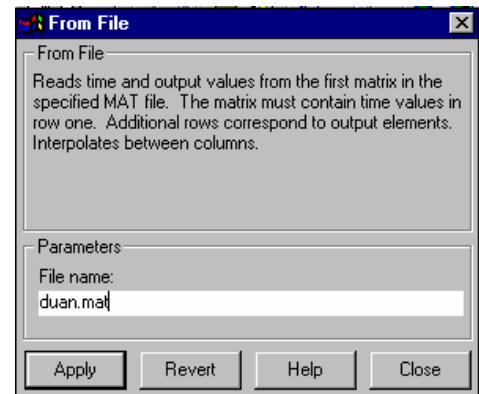 From File
From File
Reads time and output values from the first matrix in the
specified MAT file. The matrix must contain time values in
row one. Additional rows correspond to output elements.
Interpolates between columns.
Parameters
File name:
duan.mat
Apply Revert Help Close